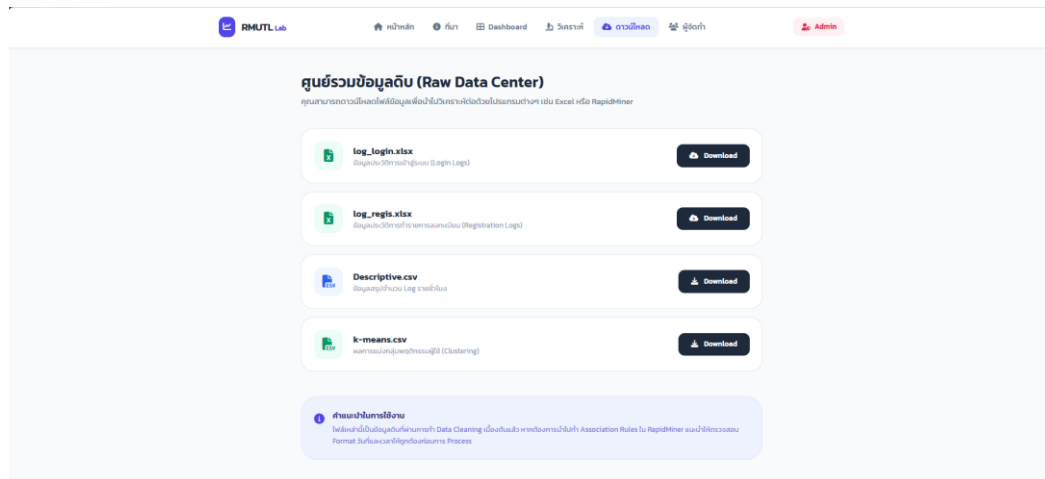 RMUTL Lab
หน้าหลัก ที่มา Dashboard วิเคราะห์ ดาวน์โหลด ผู้จัดทำ Admin
ศูนย์รวมข้อมูลดิบ (Raw Data Center)
คุณสามารถดาวน์โหลดไฟล์ข้อมูลเพื่อนำไปวิเคราะห์ต่อด้วยโปรแกรมต่างๆ เช่น Excel หรือ RapidMiner
log_login.xlsx
ข้อมูลประวัติการเข้าสู่ระบบ (Login Logs)
Download
log_regis.xlsx
ข้อมูลประวัติการทำรายการลงทะเบียน (Registration Logs)
Download
Descriptive.csv
ข้อมูลสรุปจำนวน Log รายชั่วโมง
Download
k-means.csv
ผลการแบ่งกลุ่มพฤติกรรมผู้ใช้ (Clustering)
Download
คำแนะนำในการใช้งาน
ไฟล์เหล่านี้เป็นข้อมูลดิบที่ผ่านการทำ Data Cleaning เบื้องต้นแล้ว หากต้องการนำไปทำ Association Rules ใน RapidMiner แนะนำให้ตรวจสอบ
Format วันที่และเวลาให้ถูกต้องก่อนการ Process